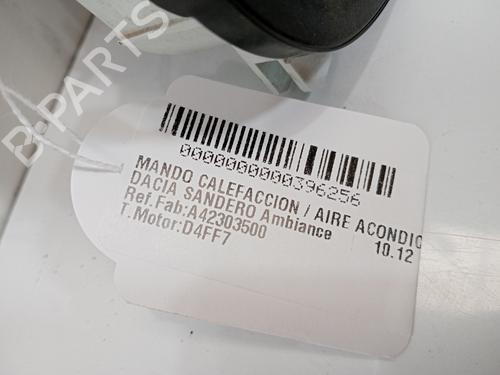 B-PARTS
0000000000396256
MANDO CALEFACCION / AIRE ACONDIC
DACIA SANDERO Ambiance 10.12
Ref.Fab:A42303500
T.Motor:D4FF7